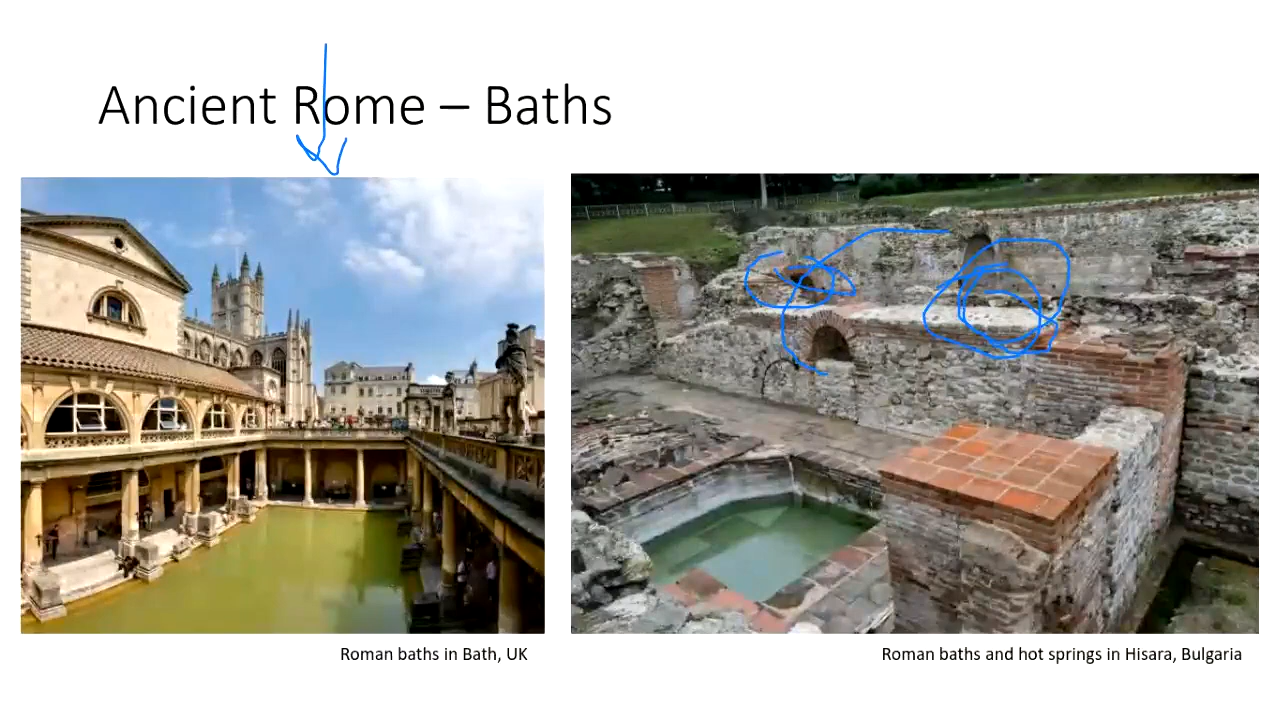 Ancient Rome – Baths
Roman baths in Bath, UK
Roman baths and hot springs in Hisara, Bulgaria